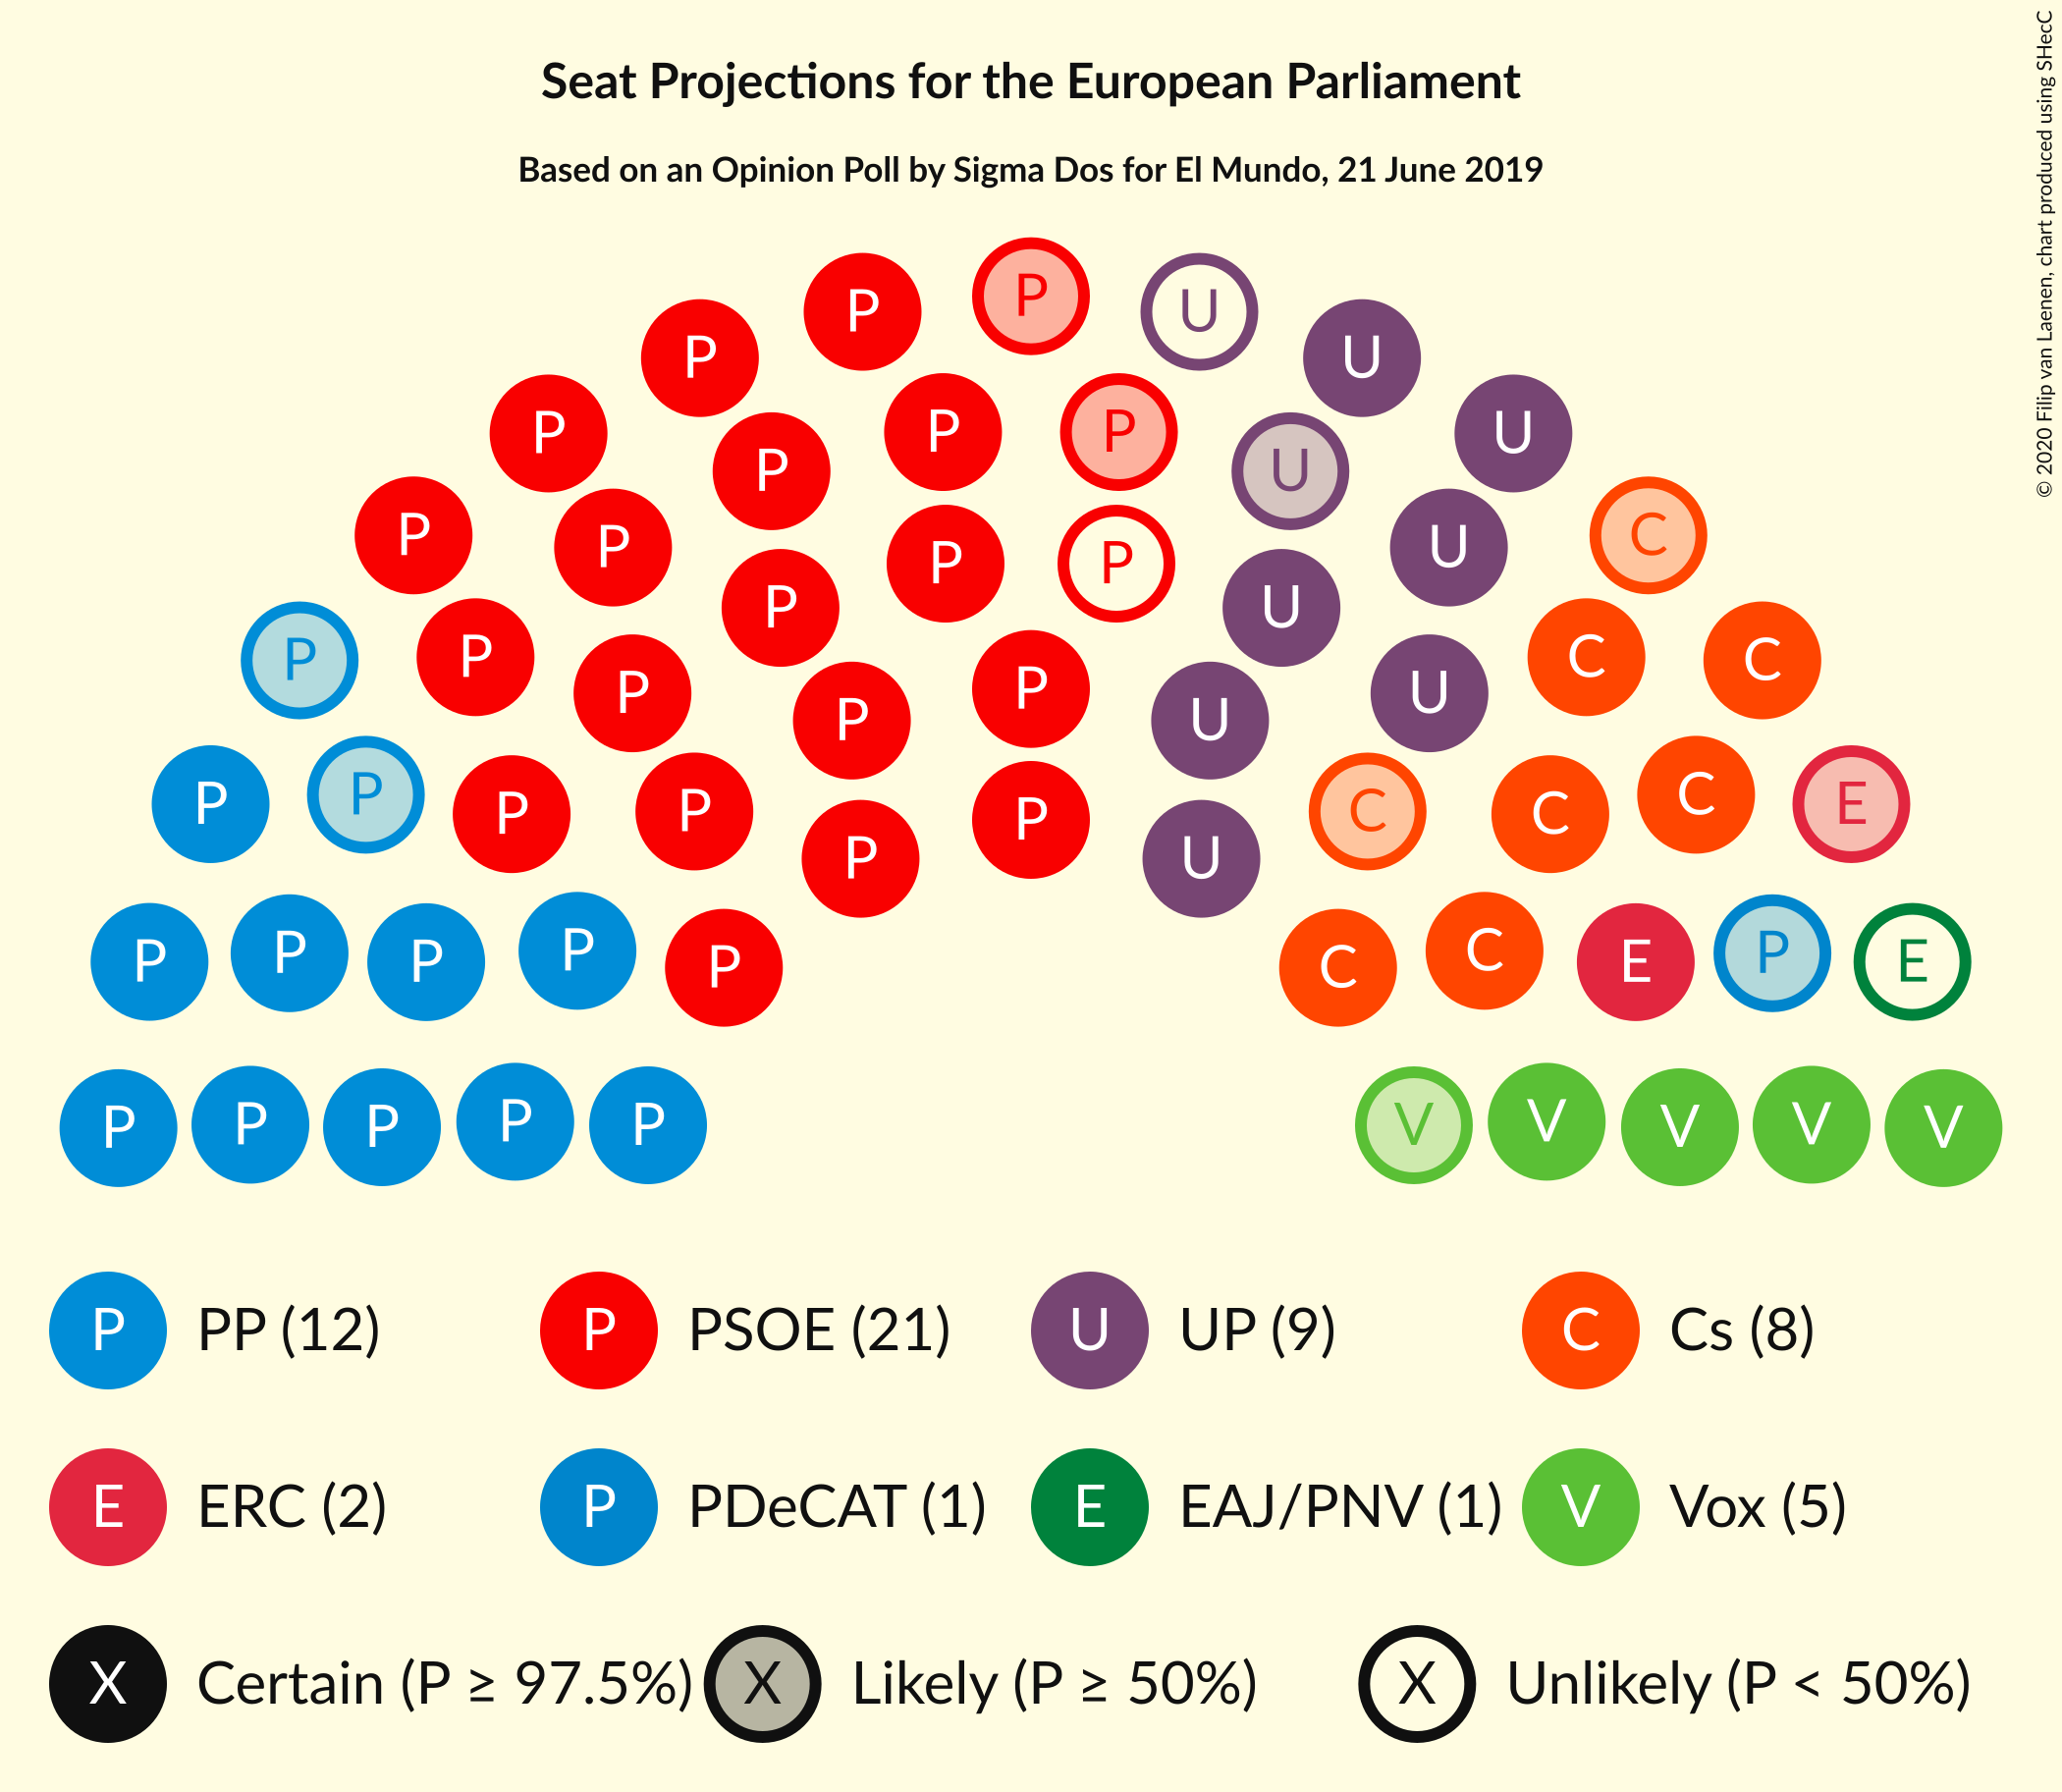 Seat Projections for the European Parliament
Based on an Opinion Poll by Sigma Dos for El Mundo, 21 June 2019
© 2020 Filip van Laenen, chart produced using SHecC
P
P U
P U
P U
P P
P U
C
P P
U U
P
P U
P P C
P C
P P U
P
P U
P P C C
P C
P P C C
P C E
P P U
P P P C C E P E
P P C
P P P P P V V V V V
P PP (12) P PSOE (21) U UP (9) C Cs (8)
E ERC (2) P PDeCAT (1) E EAJ/PNV (1) V Vox (5)
X Certain (P ≥ 97.5%) X Likely (P ≥ 50%) X Unlikely (P < 50%)